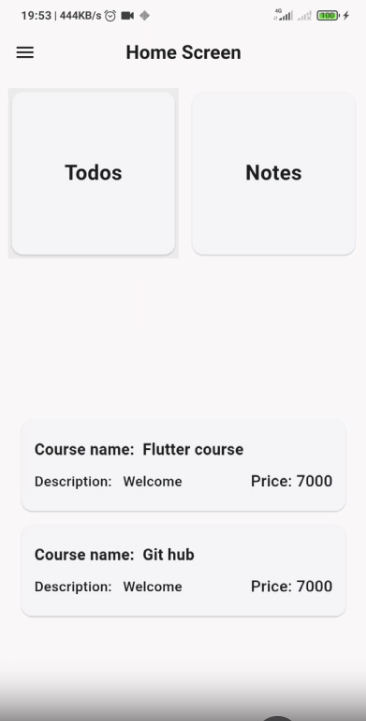 19:53 | 444KB/s
4G
100
Home Screen
Todos
Notes
Course name: Flutter course
Description: Welcome
Price: 7000
Course name: Git hub
Description: Welcome
Price: 7000